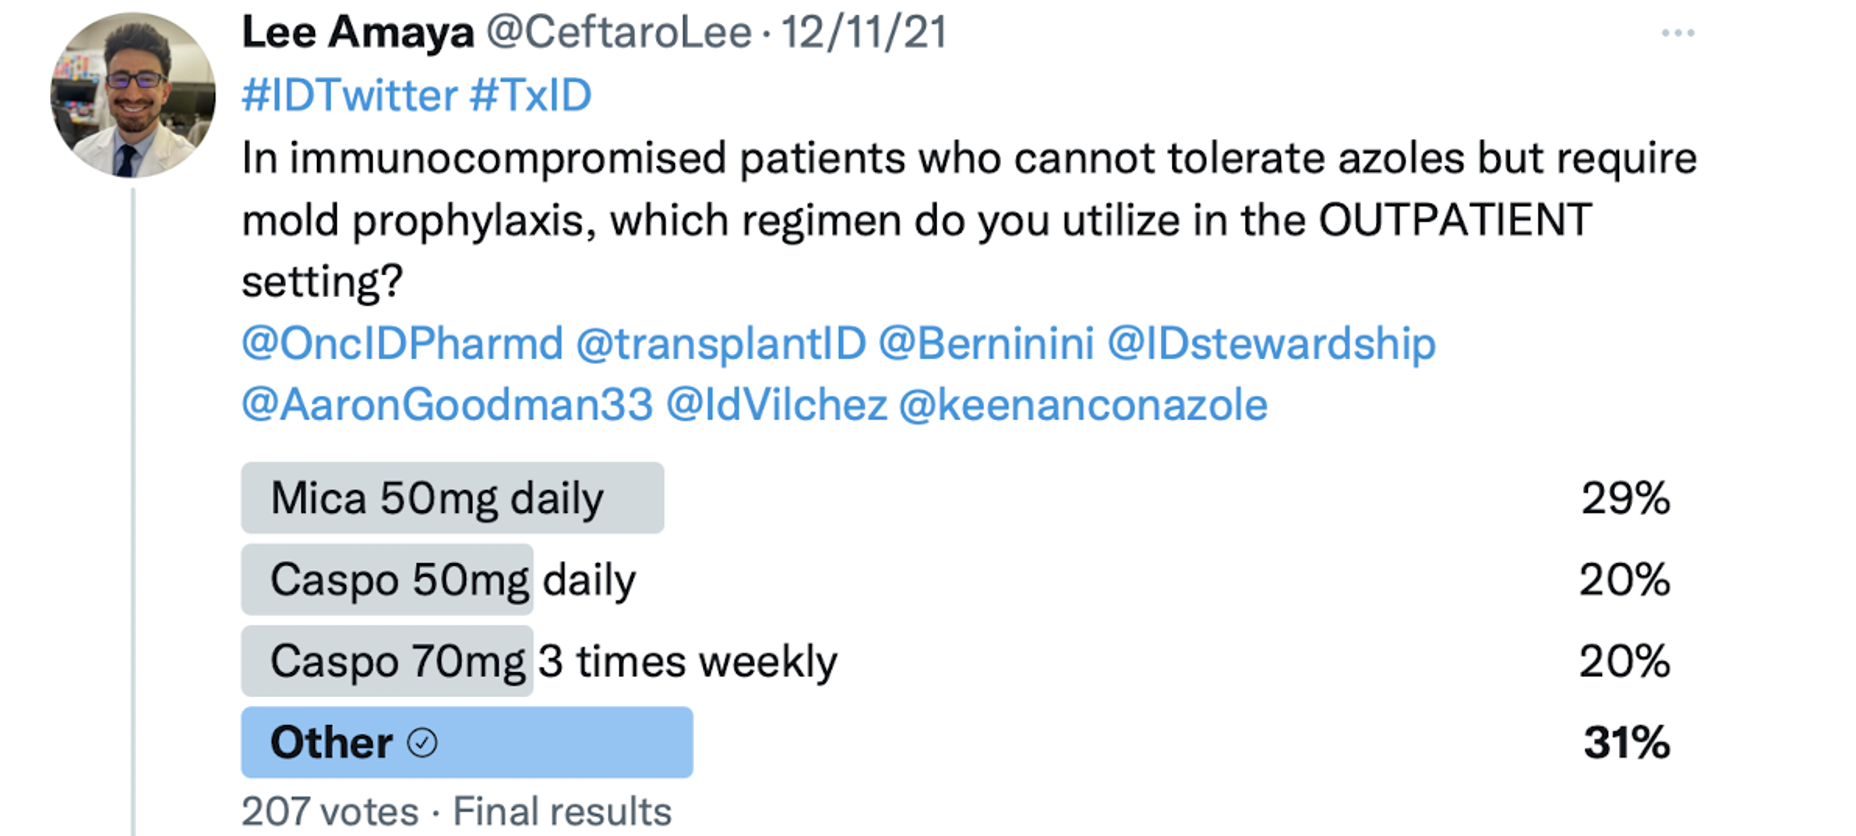 Lee Amaya @CeftaroLee · 12/11/21
#IDTwitter #TxID
In immunocompromised patients who cannot tolerate azoles but require
mold prophylaxis, which regimen do you utilize in the OUTPATIENT
setting?
@OncIDPharmd @transplantID @Berninini @IDstewardship
@AaronGoodman33 @IdVilchez @keenanconazole
Mica 50mg daily 29%
Caspo 50mg daily 20%
Caspo 70mg 3 times weekly 20%
Other 31%
207 votes · Final results